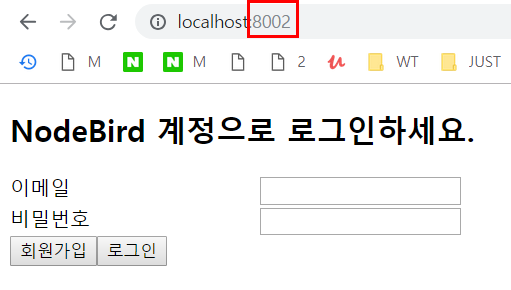 localhost:8002
M N N M 2 u WT JUST
NodeBird 계정으로 로그인하세요.
이메일
비밀번호
회원가입 로그인